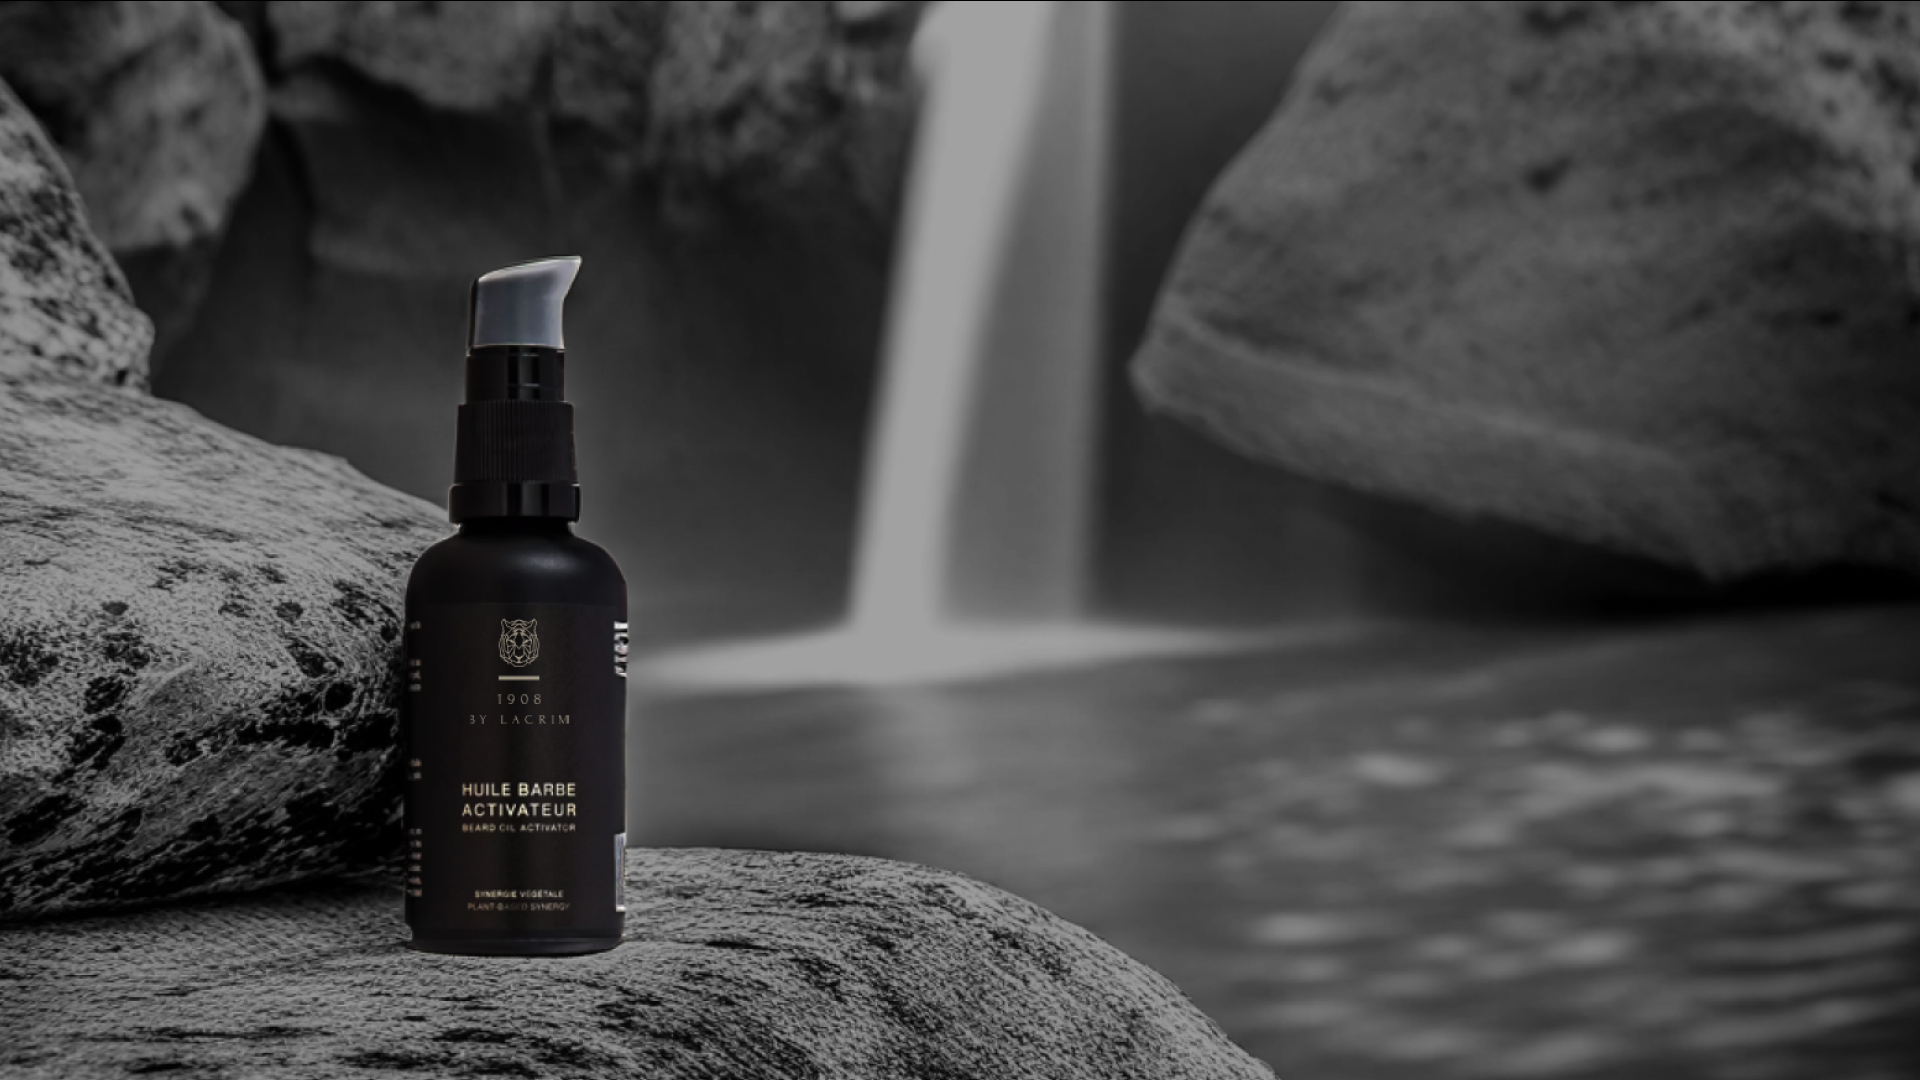 1908
BY LACRIM
HUILE BARBE
ACTIVATEUR
BEARD OIL ACTIVATOR
SYNERGIE VÉGÉTALE
PLANT-BASED SYNERGY